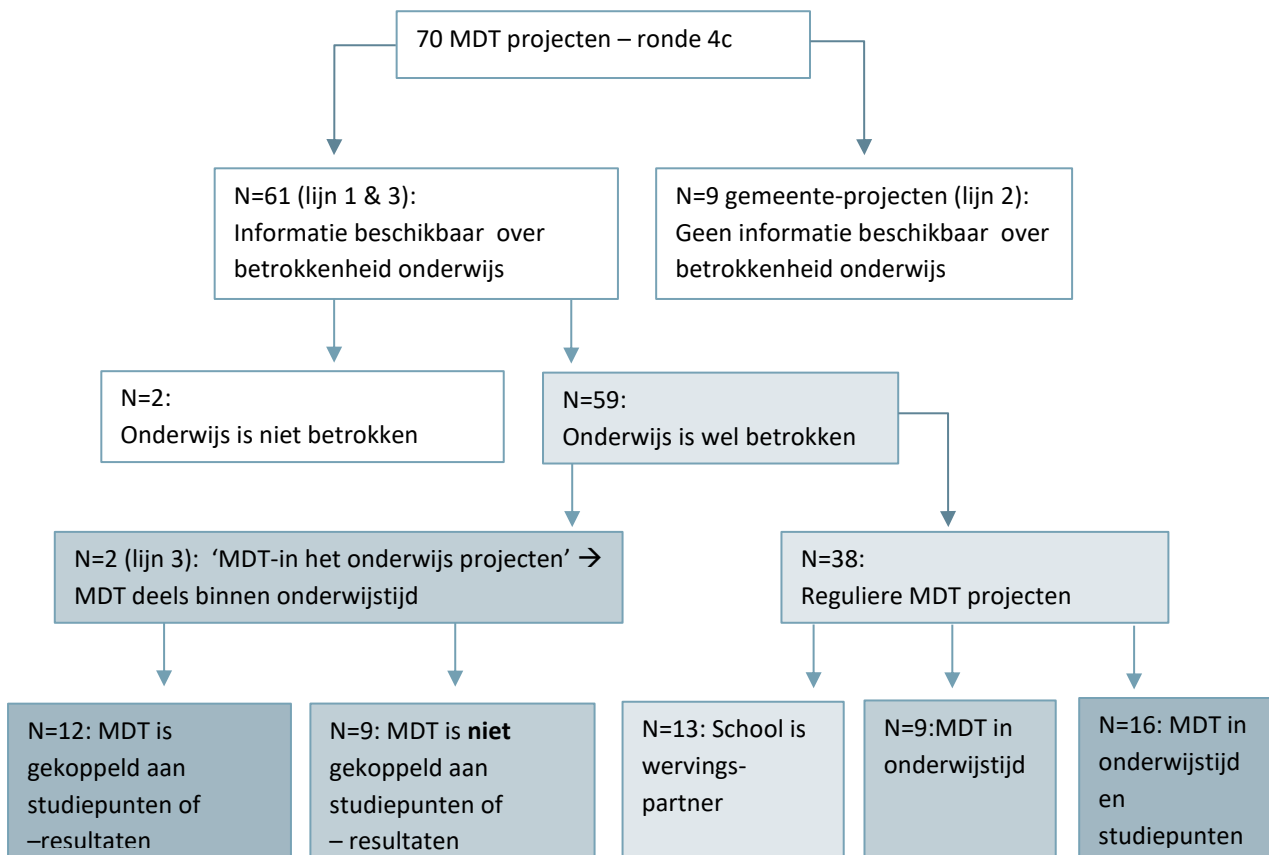 70 MDT projecten – ronde 4c
N=61 (lijn 1 & 3):
Informatie beschikbaar over
betrokkenheid onderwijs
N=9 gemeente-projecten (lijn 2):
Geen informatie beschikbaar over
betrokkenheid onderwijs
N=2:
Onderwijs is niet betrokken
N=59:
Onderwijs is wel betrokken
N=2 (lijn 3): ‘MDT-in het onderwijs projecten’ →
MDT deels binnen onderwijstijd
N=38:
Reguliere MDT projecten
N=12: MDT is
gekoppeld aan
studiepunten of
–resultaten
N=9: MDT is niet
gekoppeld aan
studiepunten of
– resultaten
N=13: School is
wervings-
partner
N=9:MDT in
onderwijstijd
N=16: MDT in
onderwijstijd
en
studiepunten